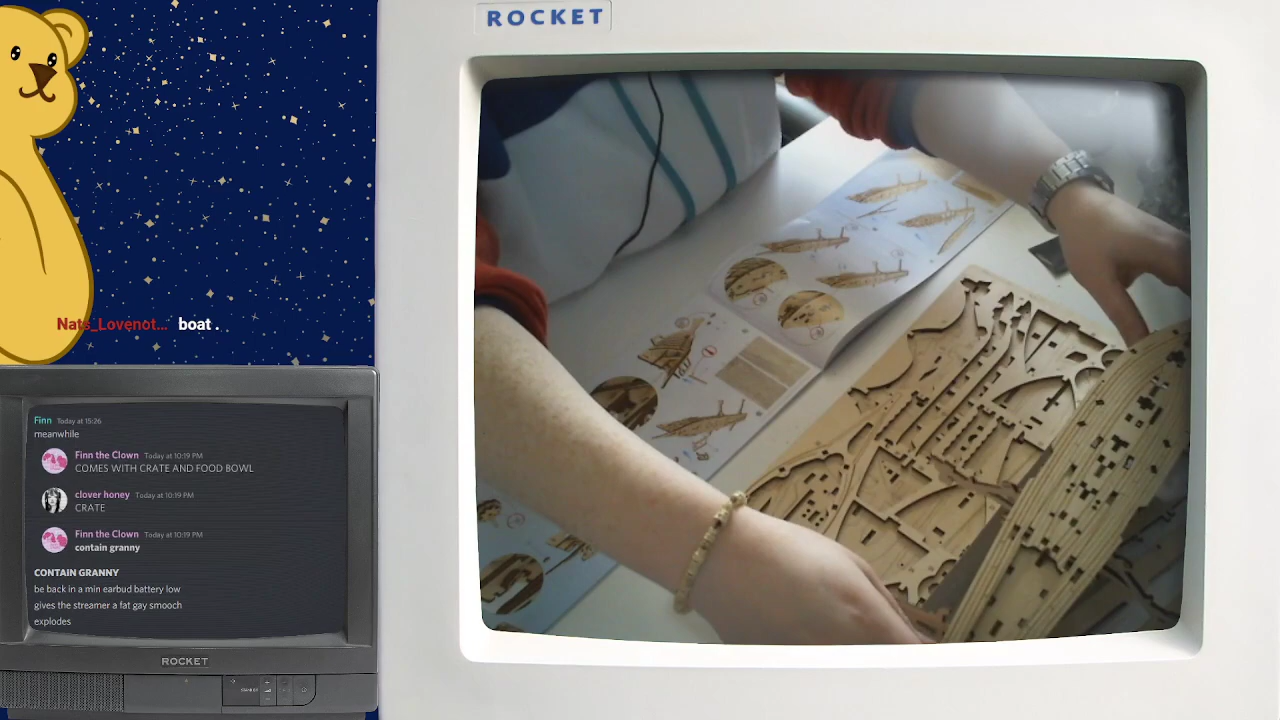 ROCKET
Nats_Lovenot... boat .
Finn Today at 15:26
meanwhile
Finn the Clown Today at 10:19 PM
COMES WITH CRATE AND FOOD BOWL
clover honey Today at 10:19 PM
CRATE
Finn the Clown Today at 10:19 PM
contain granny
CONTAIN GRANNY
be back in a min earbud battery low
gives the streamer a fat gay smooch
explodes
ROCKET